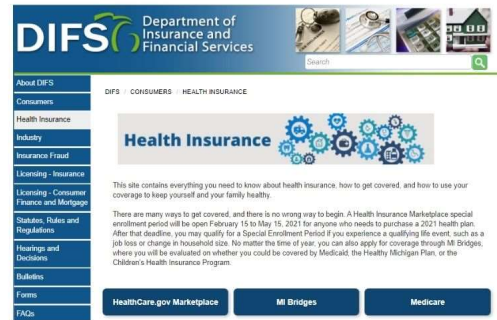 DIFS
Department of
Insurance and
Financial Services
Search
About DIFS
Consumers
Health Insurance
Industry
Insurance Fraud
Licensing - Insurance
Licensing - Consumer
Finance and Mortgage
Statutes, Rules and
Regulations
Hearings and
Decisions
Bulletins
Forms
FAQs
DIFS / CONSUMERS / HEALTH INSURANCE
Health Insurance
This site contains everything you need to know about health insurance, how to get covered, and how to use your
coverage to keep yourself and your family healthy.
There are many ways to get covered, and there is no wrong way to begin. A Health Insurance Marketplace special
enrollment period will be open February 15 to May 15, 2021 for anyone who needs to purchase a 2021 health plan.
After that deadline, you may qualify for a Special Enrollment Period if you experience a qualifying life event, such as a
job loss or change in household size. No matter the time of year, you can also apply for coverage through MI Bridges,
where you will be evaluated on whether you could be covered by Medicaid, the Healthy Michigan Plan, or the
Children's Health Insurance Program.
HealthCare.gov Marketplace
MI Bridges
Medicare